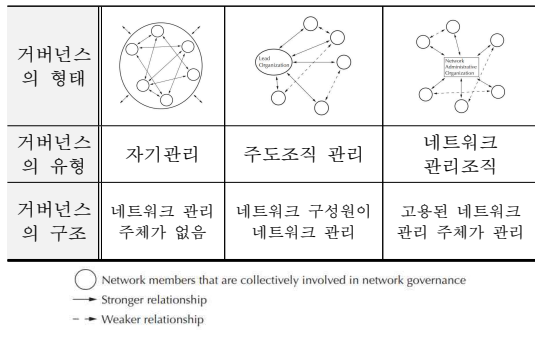 거버넌스
의 형태
Lead
Organization
Network
Administrative
Organization
거버넌스
의 유형
자기관리
주도조직 관리
네트워크
관리조직
거버넌스
의 구조
네트워크 관리
주체가 없음
네트워크 구성원이
네트워크 관리
고용된 네트워크
관리 주체가 관리
Network members that are collectively involved in network governance
Stronger relationship
Weaker relationship